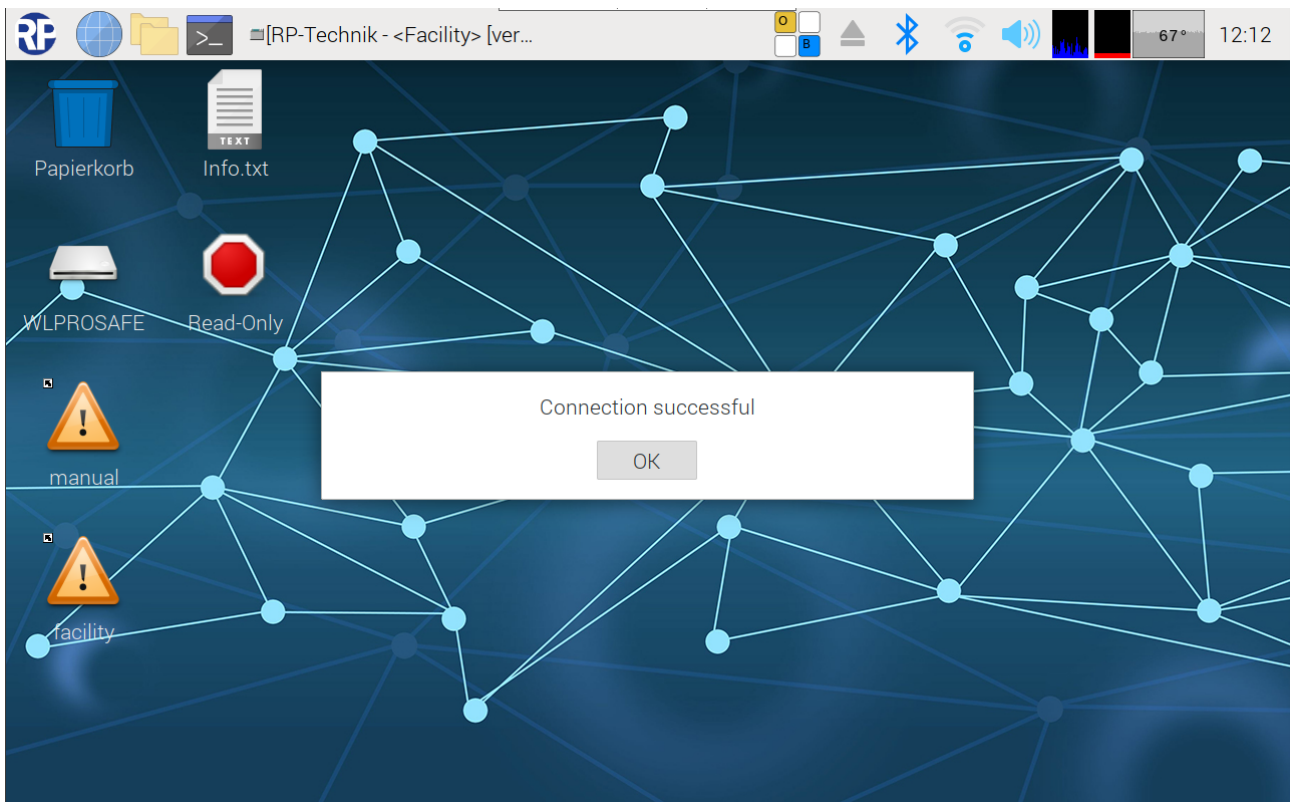 RP
>_
[RP-Technik - <Facility> [ver...
O
B
67°
12:12
Papierkorb
TEXT
Info.txt
WLPROSAFE
Read-Only
Connection successful
OK
!
manual
!
facility